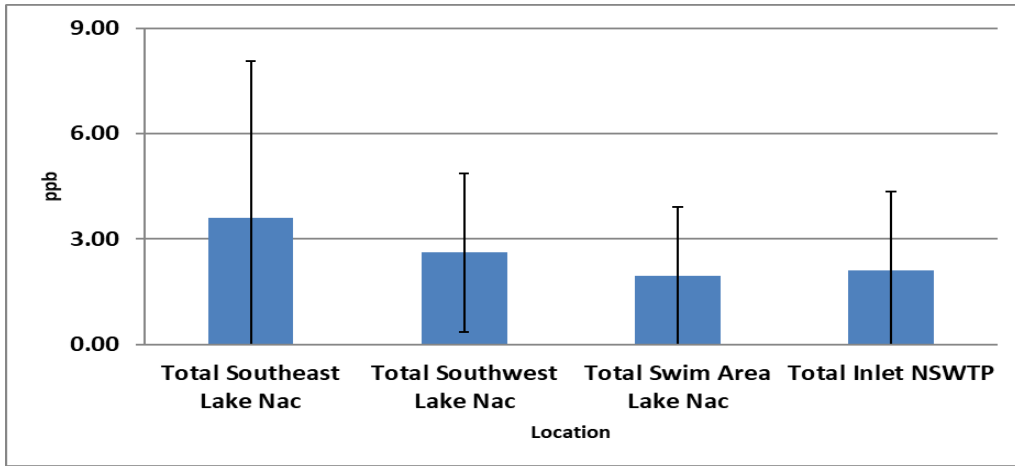 9.00
6.00
3.00
0.00
ppb
Total Southeast
Lake Nac
Total Southwest
Lake Nac
Total Swim Area
Lake Nac
Total Inlet NSWTP
Location